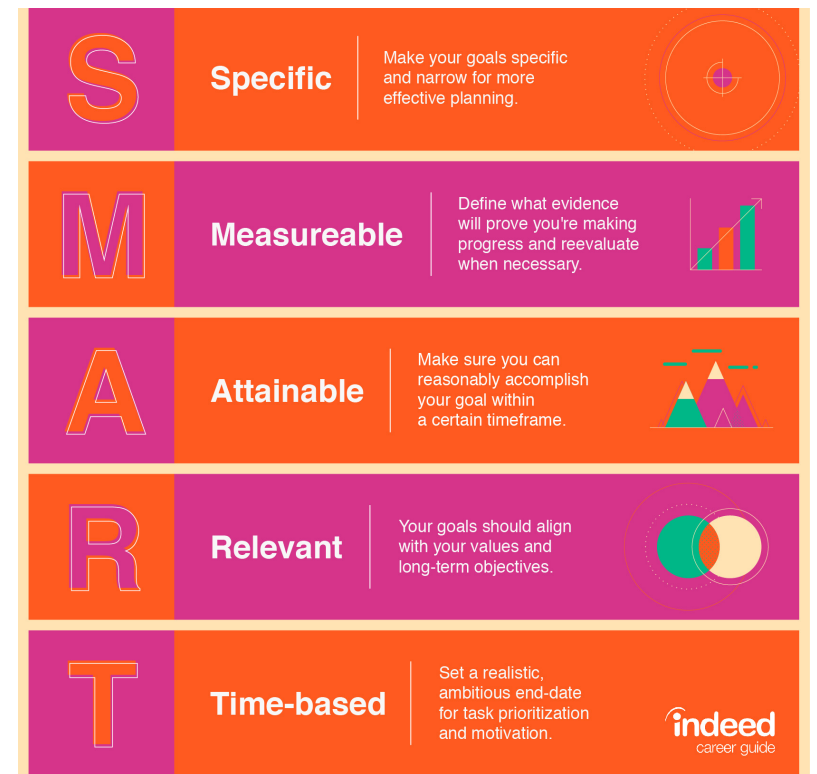 S
Specific
Make your goals specific
and narrow for more
effective planning.
M
Measureable
Define what evidence
will prove you're making
progress and reevaluate
when necessary.
A
Attainable
Make sure you can
reasonably accomplish
your goal within
a certain timeframe.
R
Relevant
Your goals should align
with your values and
long-term objectives.
T
Time-based
Set a realistic,
ambitious end-date
for task prioritization
and motivation.
indeed
career guide